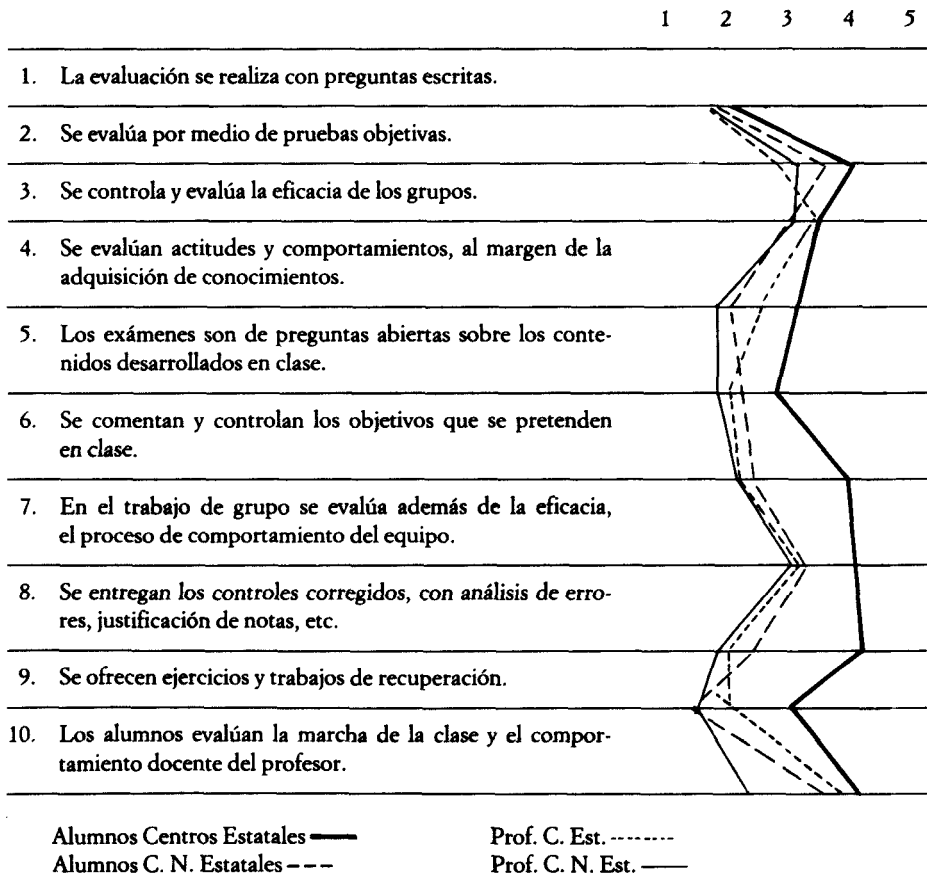 1 2 3 4 5
1. La evaluación se realiza con preguntas escritas.
2. Se evalúa por medio de pruebas objetivas.
3. Se controla y evalúa la eficacia de los grupos.
4. Se evalúan actitudes y comportamientos, al margen de la
adquisición de conocimientos.
5. Los exámenes son de preguntas abiertas sobre los conte-
nidos desarrollados en clase.
6. Se comentan y controlan los objetivos que se pretenden
en clase.
7. En el trabajo de grupo se evalúa además de la eficacia,
el proceso de comportamiento del equipo.
8. Se entregan los controles corregidos, con análisis de erro-
res, justificación de notas, etc.
9. Se ofrecen ejercicios y trabajos de recuperación.
10. Los alumnos evalúan la marcha de la clase y el compor-
tamiento docente del profesor.
Alumnos Centros Estatales Prof. C. Est.
Alumnos C. N. Estatales Prof. C. N. Est.